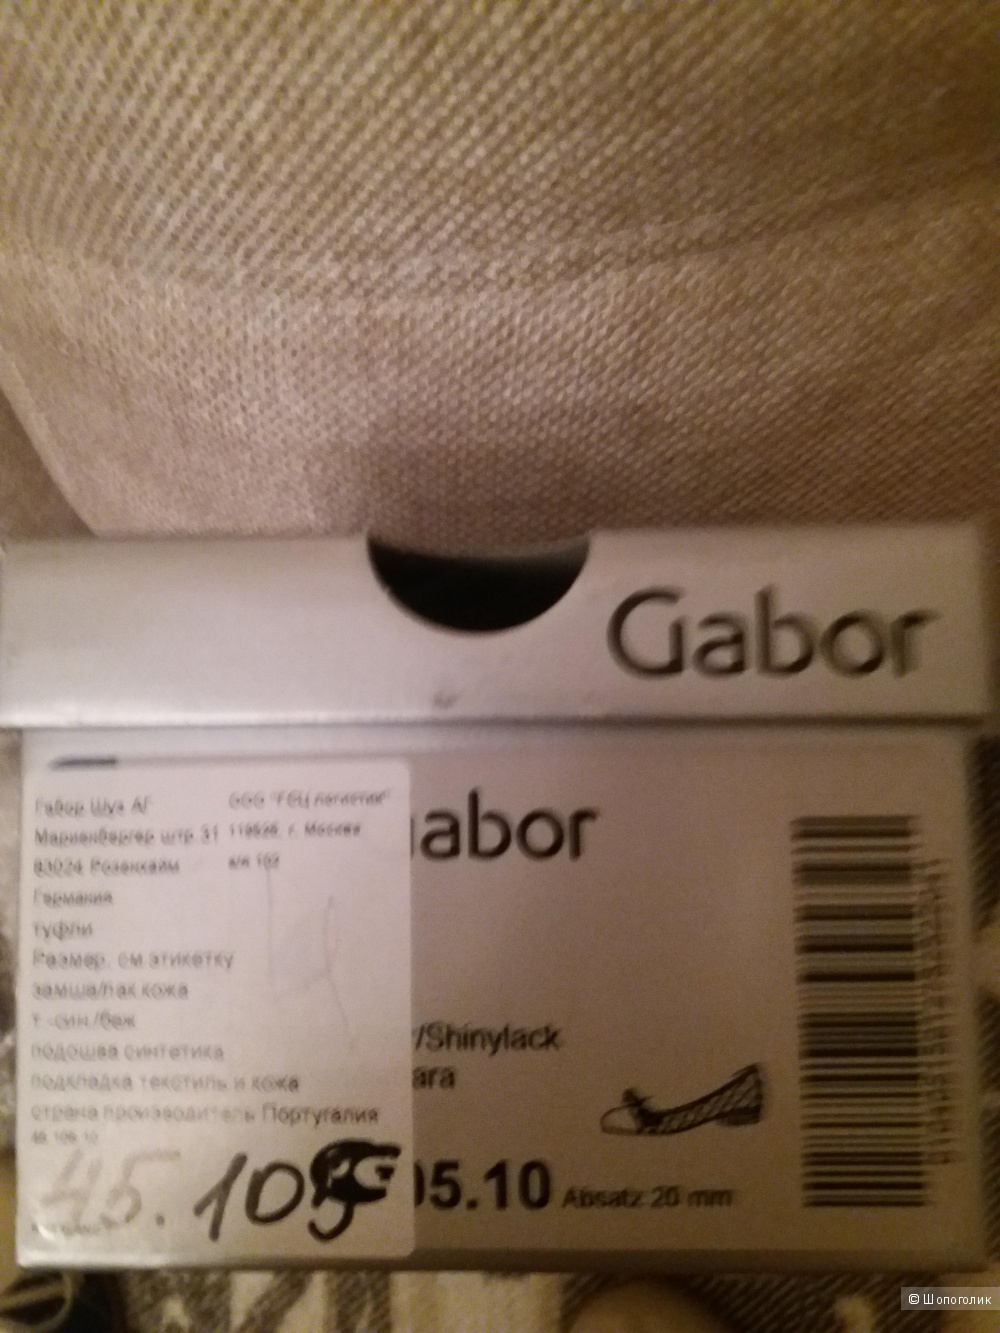 Gabor
Габор Шуз АГ
Мариенбергер штр. 31
83024 Розенхайм
Германия
туфли
Размер: см этикетку
замша/лак кожа
т.-син./беж
подошва синтетика
подкладка текстиль и кожа
страна производитель Португалия
ООО
119526, г. Москва
а/я 102
45.105
abor
/Shinylack
ara
05.10 Absatz 20 mm
© Шопоголик